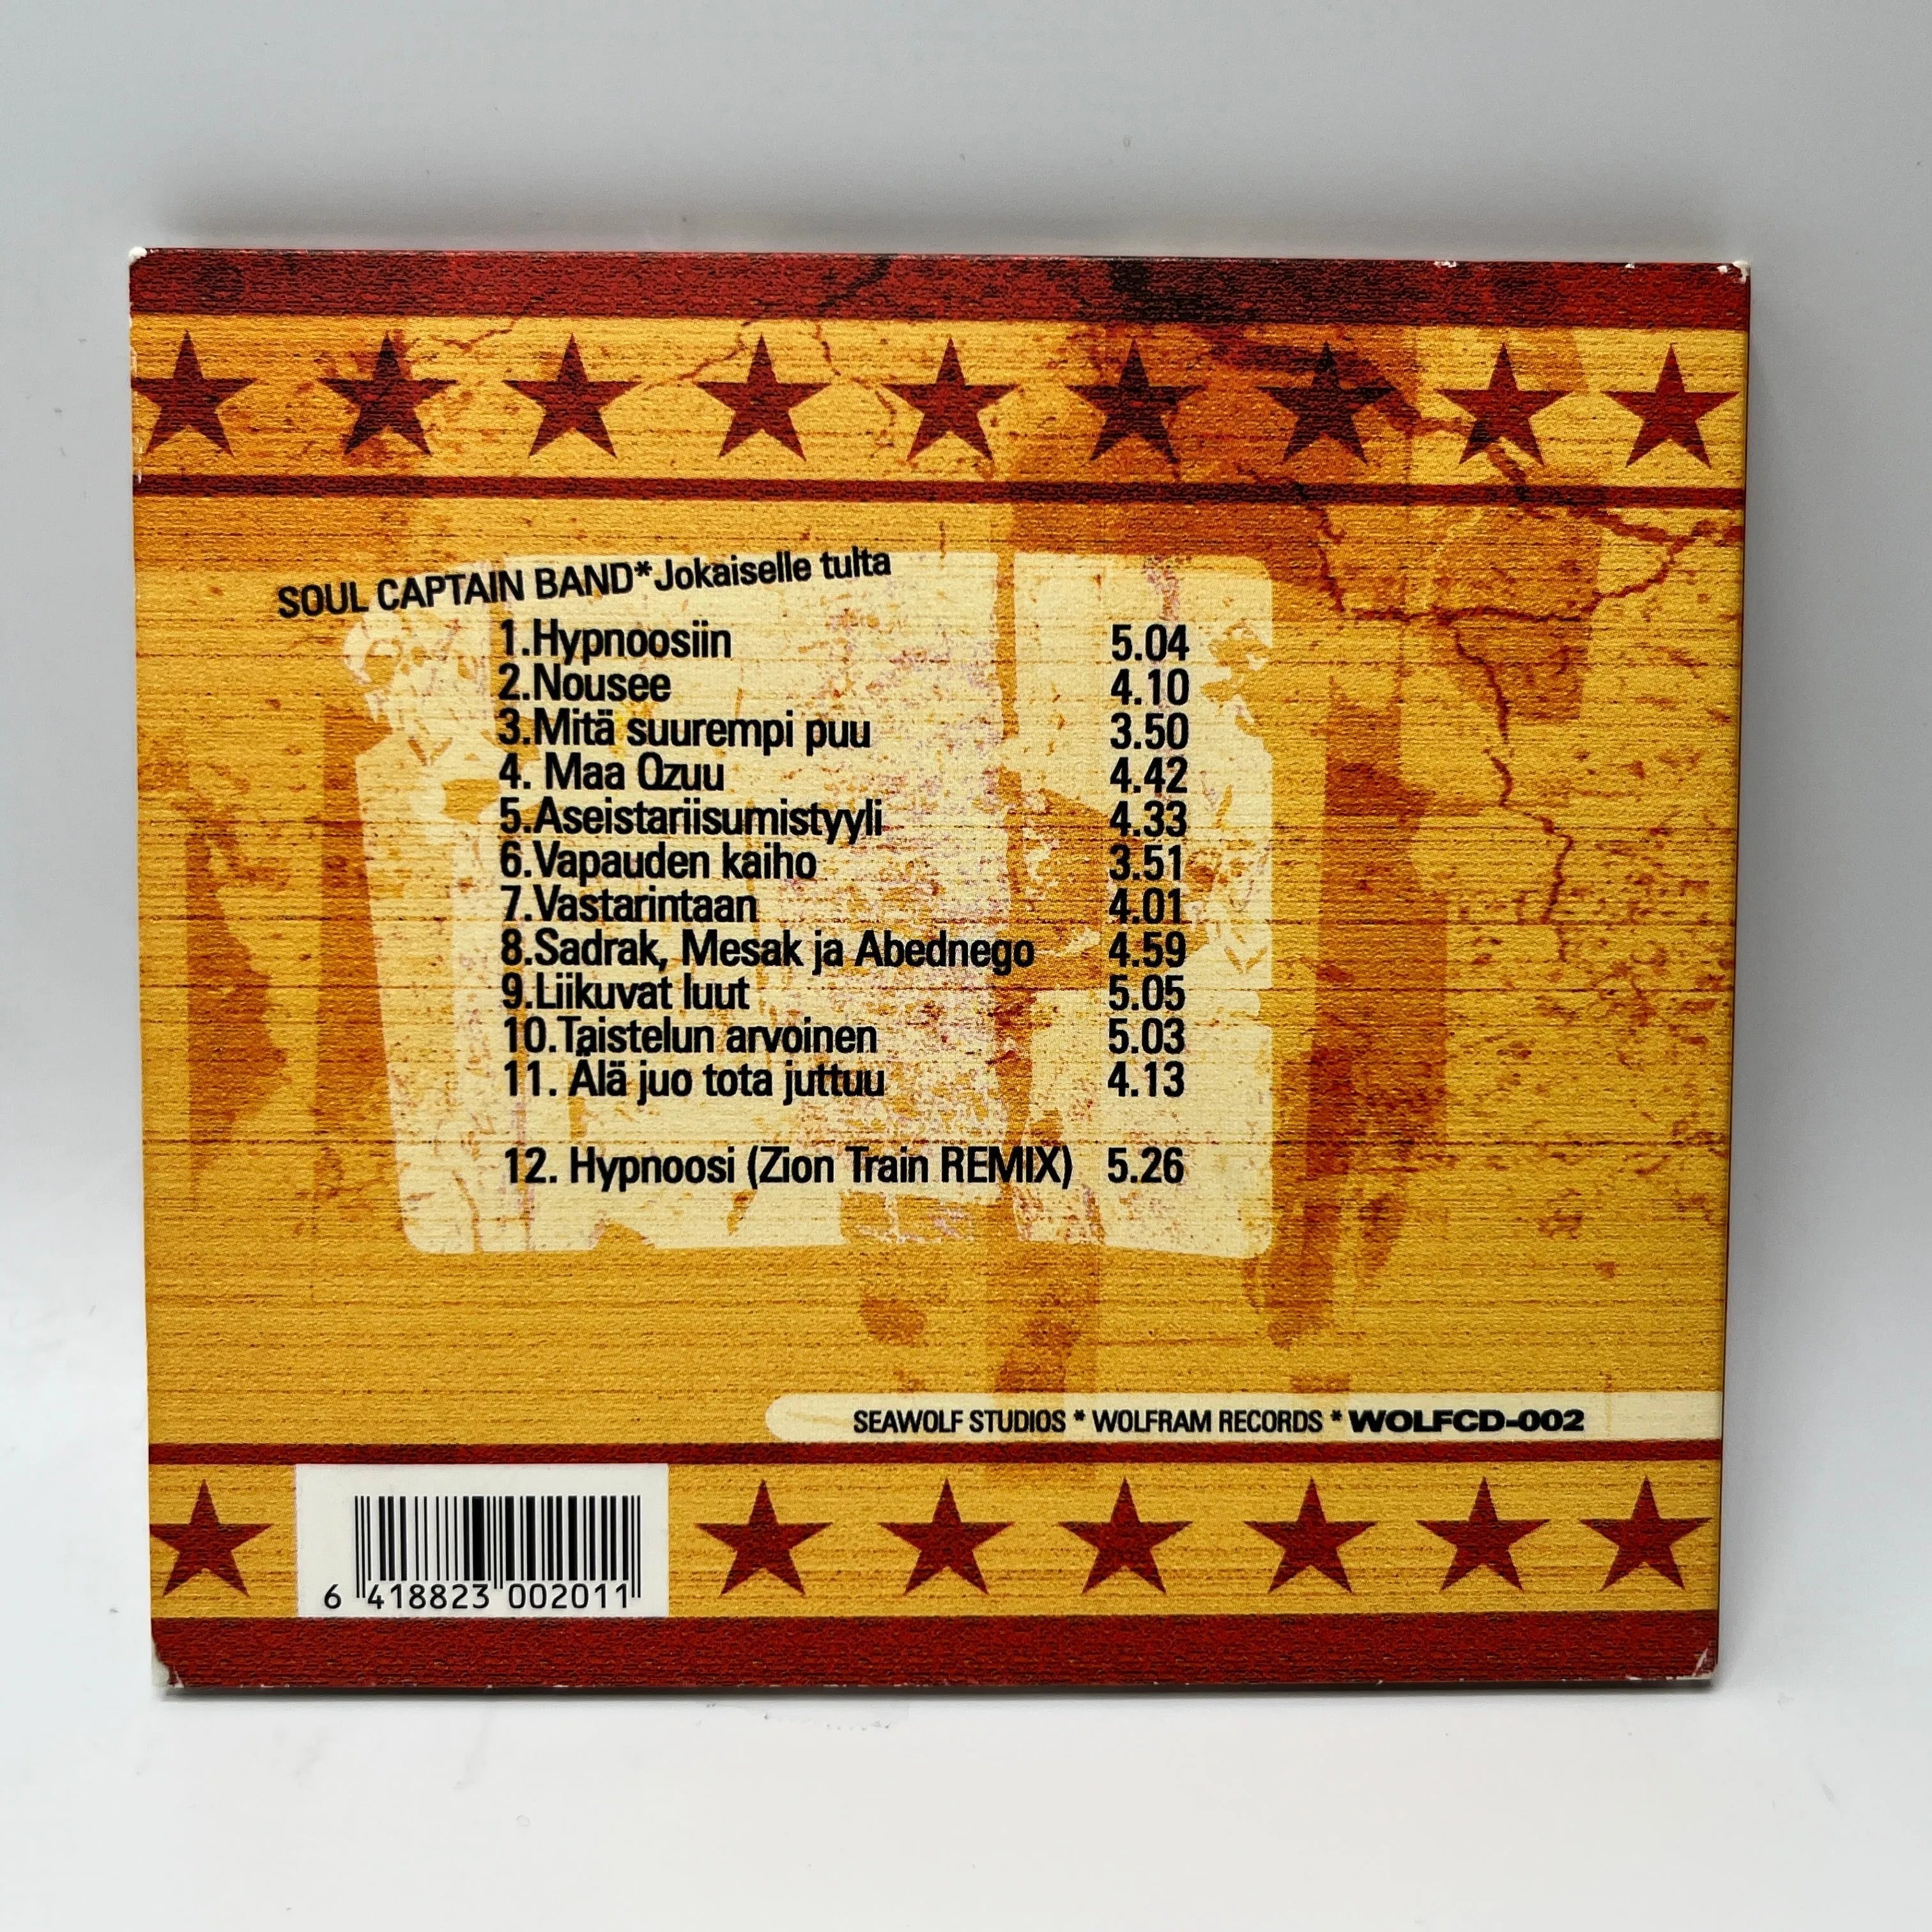 SOUL CAPTAIN BAND*Jokaiselle tulta
1.Hypnoosiin 5.04
2.Nousee 4.10
3.Mitä suurempi puu 3.50
4. Maa Ozuu 4.42
5.Aseistariisumistyyli 4.33
6.Vapauden kaiho 3.51
7.Vastarintaan 4.01
8.Sadrak, Mesak ja Abednego 4.59
9.Liikuvat luut 5.05
10.Taistelun arvoinen 5.03
11. Älä juo tota juttuu 4.13
12. Hypnoosi (Zion Train REMIX) 5.26
SEAWOLF STUDIOS * WOLFRAM RECORDS * WOLFCD-002
6 418823 002011